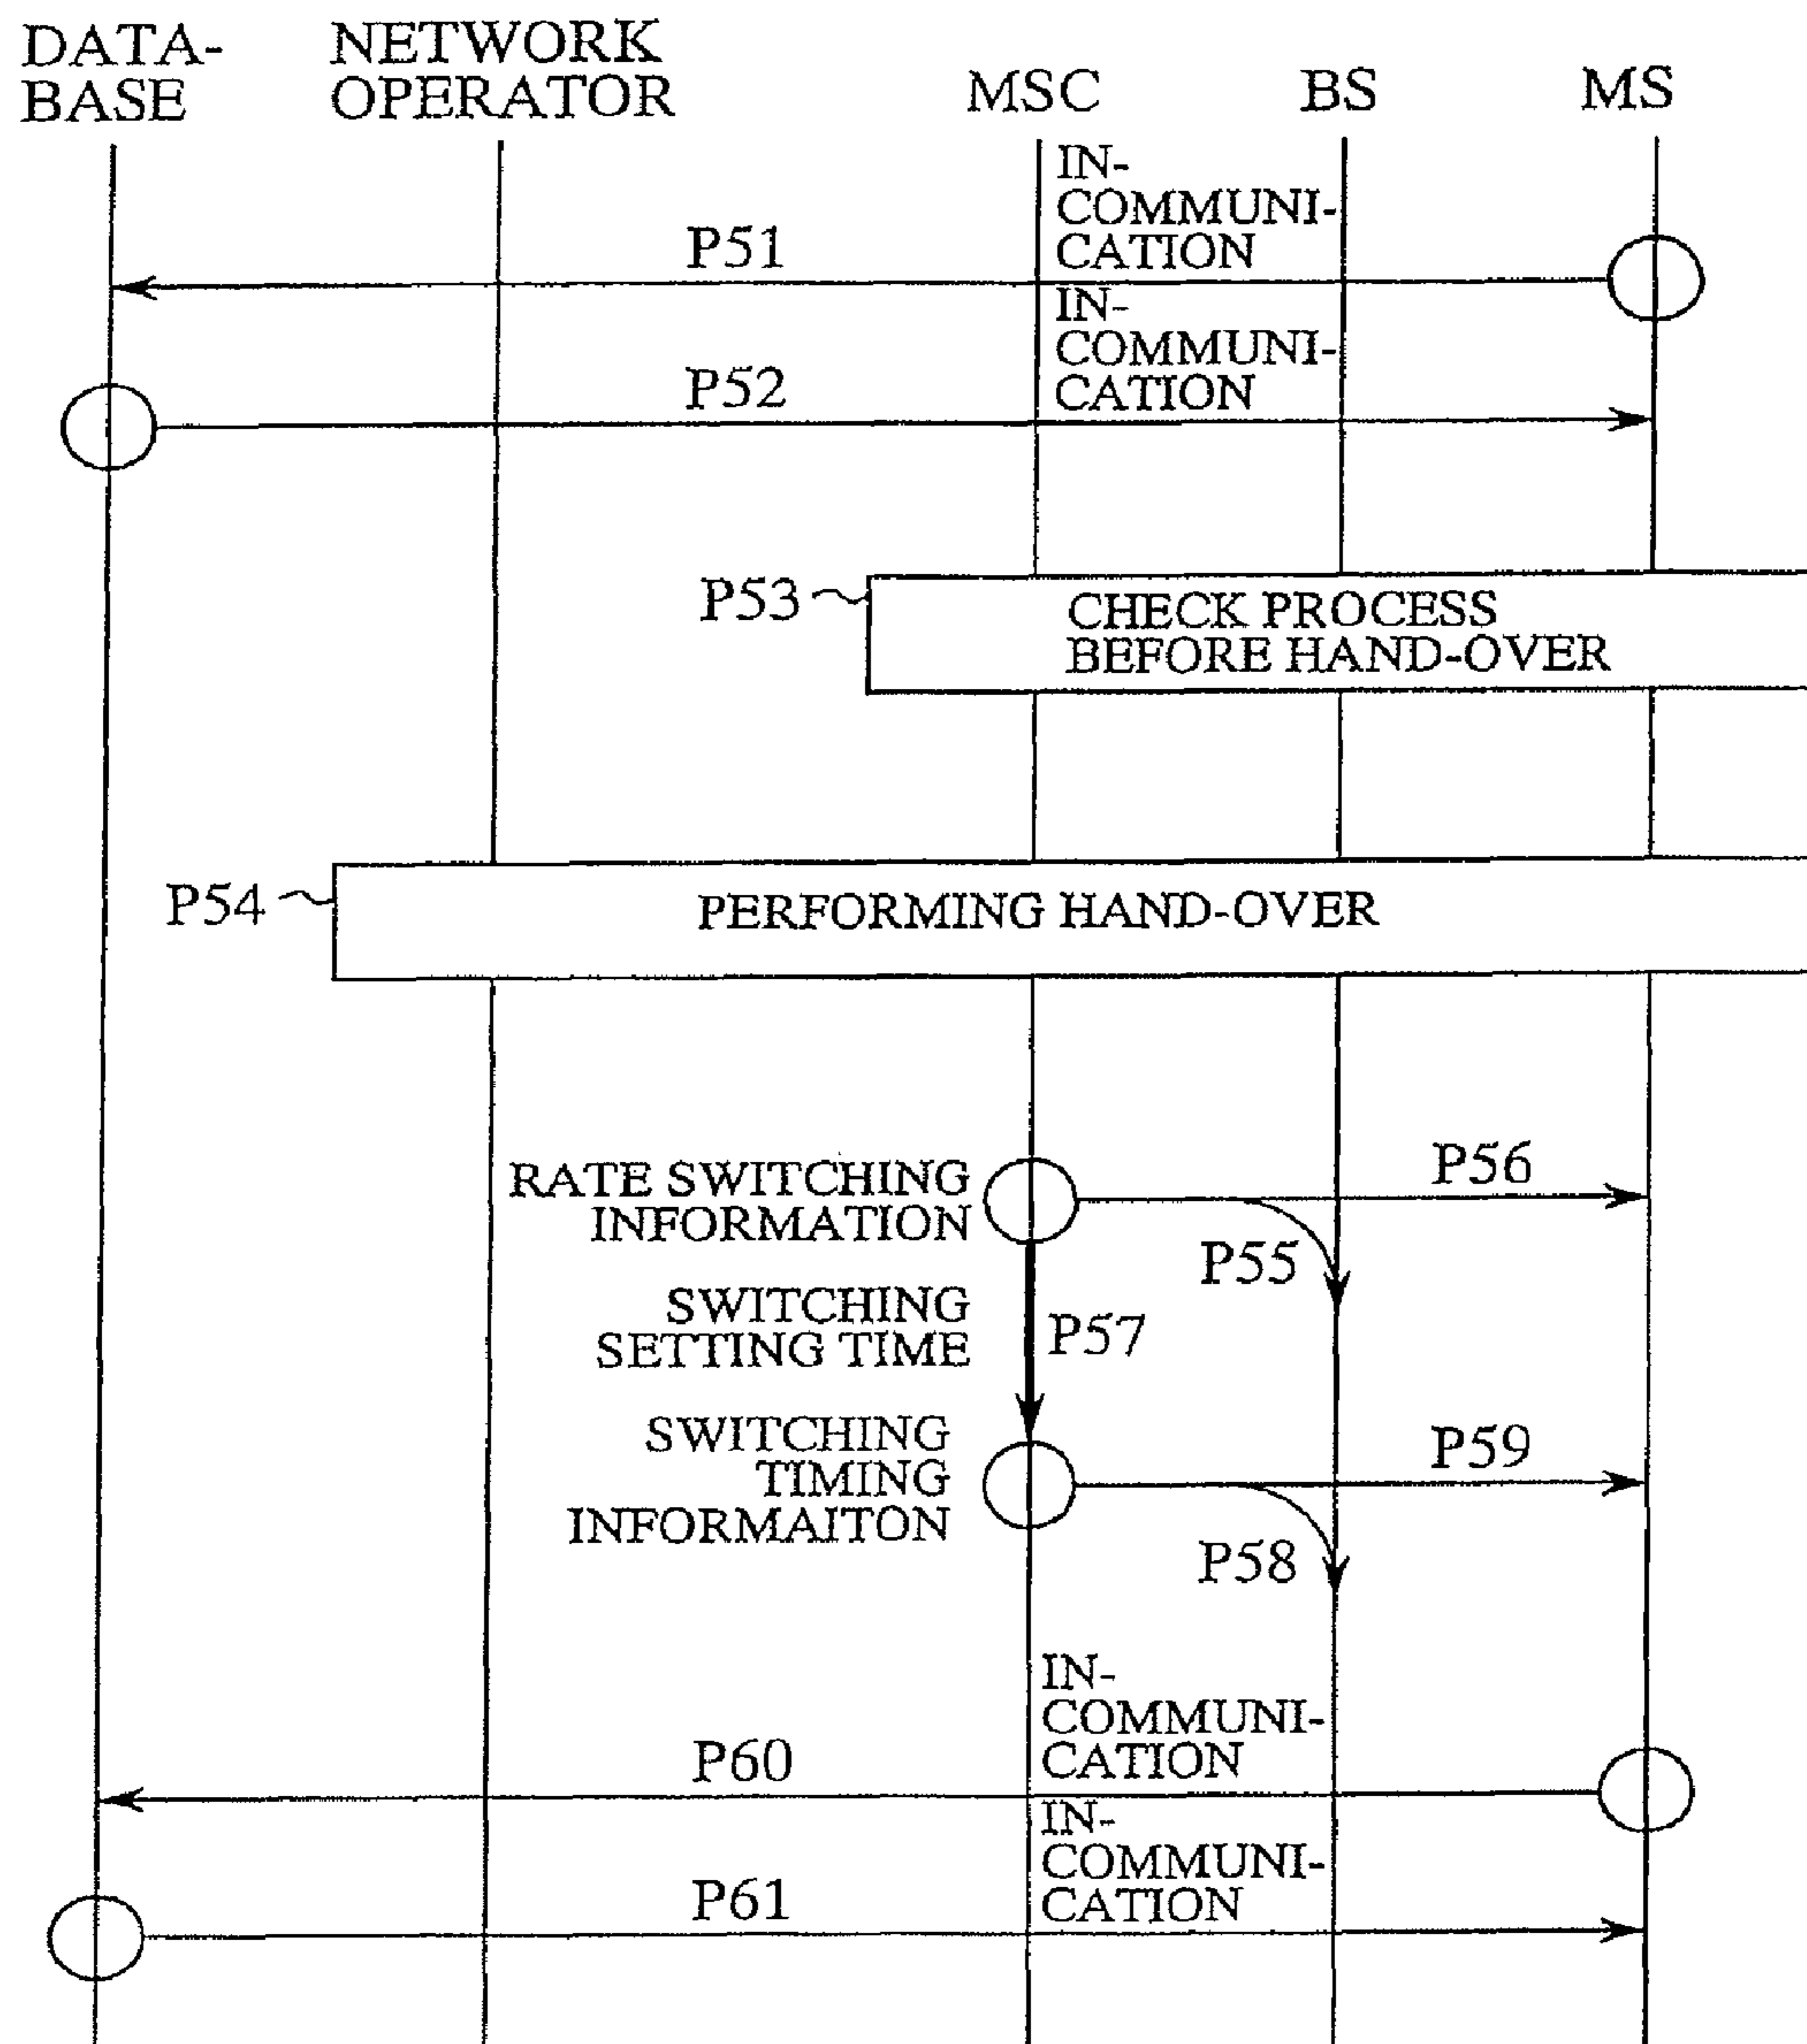 DATA-
BASE
NETWORK
OPERATOR
MSC
BS
MS
IN-
COMMUNI-
CATION
P51
IN-
COMMUNI-
CATION
P52
P53
CHECK PROCESS
BEFORE HAND-OVER
P54
PERFORMING HAND-OVER
RATE SWITCHING
INFORMATION
P56
P55
SWITCHING
SETTING TIME
P57
SWITCHING
TIMING
INFORMAITON
P59
P58
IN-
COMMUNI-
CATION
P60
IN-
COMMUNI-
CATION
P61